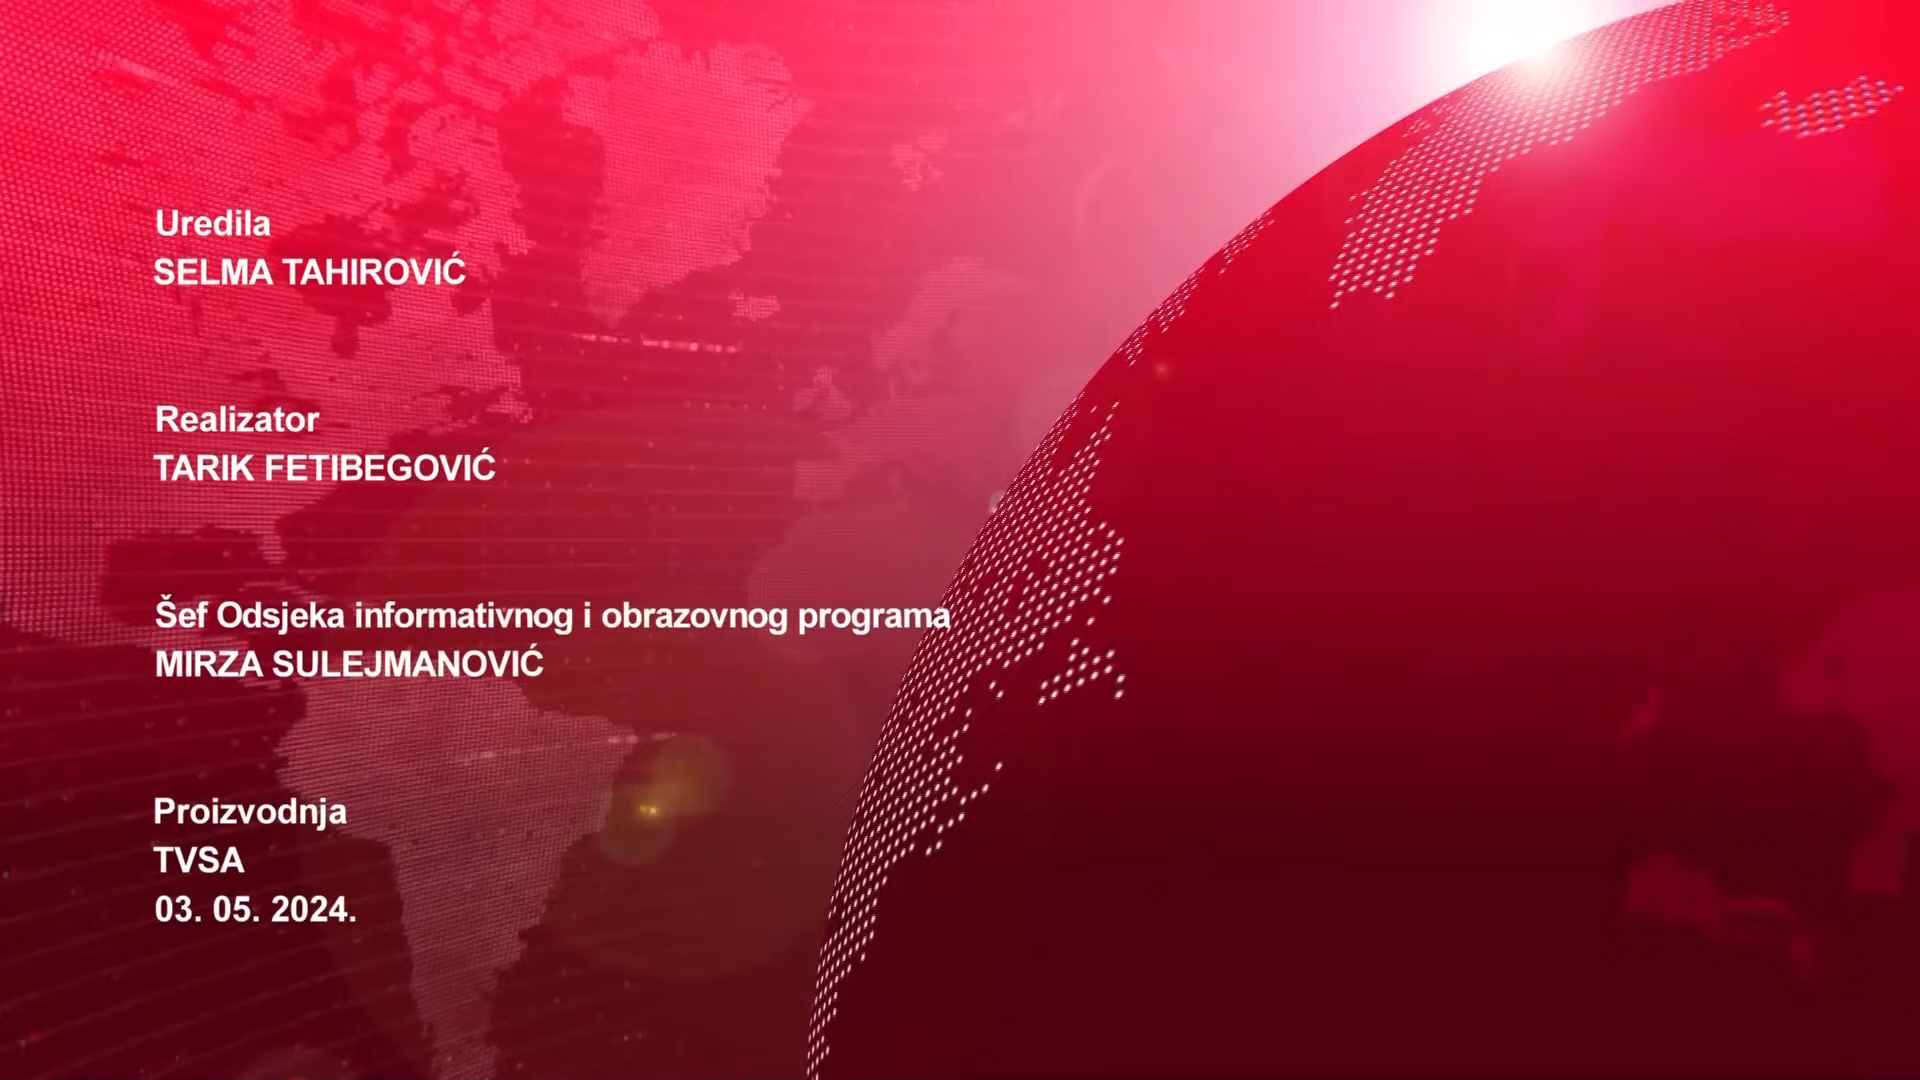 Uredila
SELMA TAHIROVIĆ
Realizator
TARIK FETIBEGOVIĆ
Šef Odsjeka informativnog i obrazovnog programa
MIRZA SULEJMANOVIĆ
Proizvodnja
TVSA
03. 05. 2024.